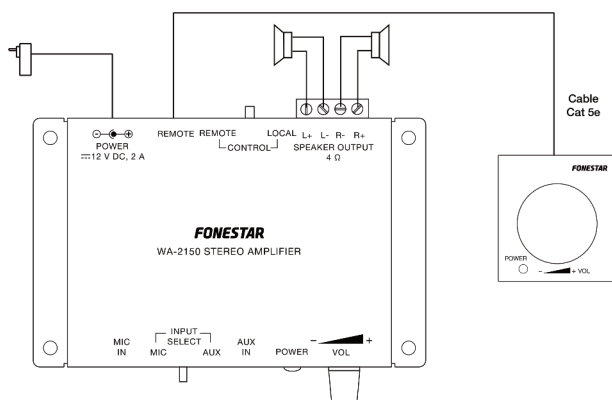 Cable
Cat 5e
POWER
⎓12 V DC, 2 A
REMOTE
REMOTE
LOCAL
CONTROL
L+ L- R- R+
SPEAKER OUTPUT
4 Ω
FONESTAR
WA-2150 STEREO AMPLIFIER
MIC
IN
INPUT
SELECT
MIC
AUX
AUX
IN
POWER
- +
VOL
FONESTAR
POWER
- + VOL